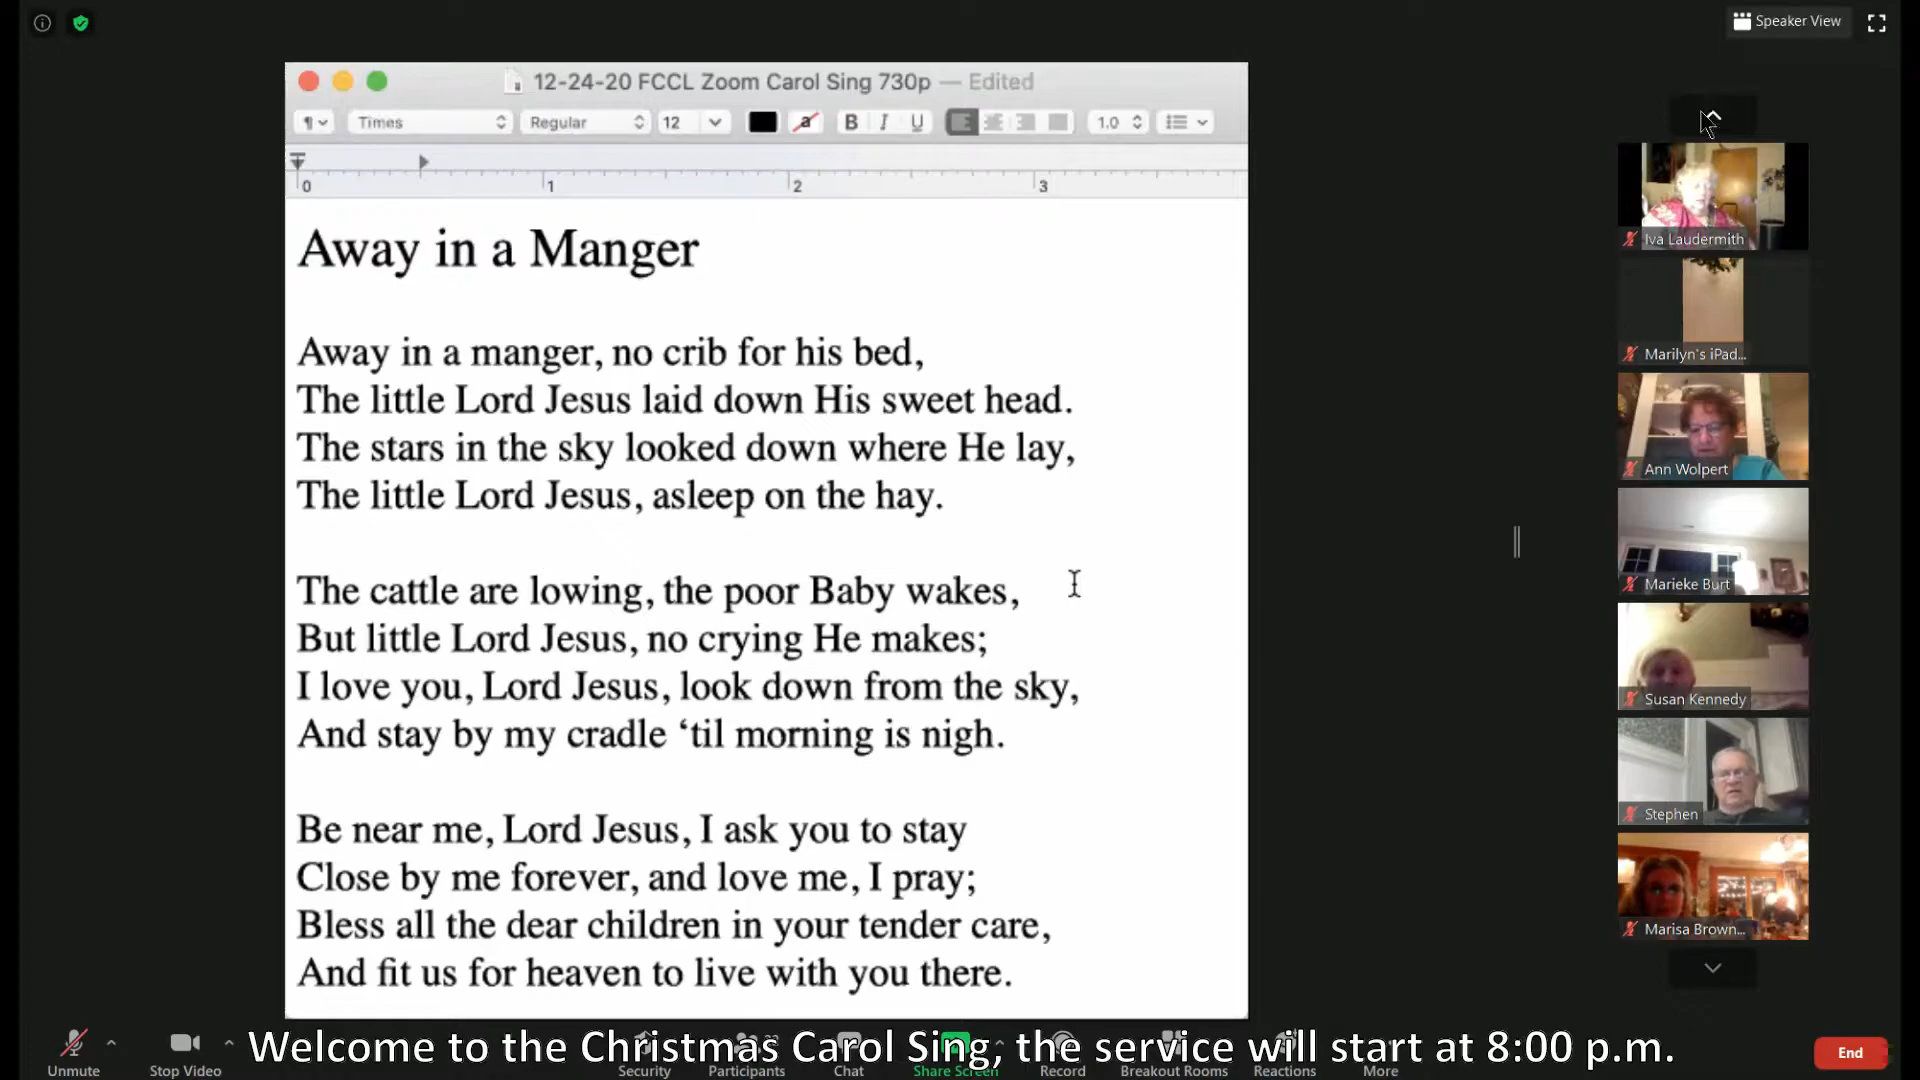 Speaker View
12-24-20 FCCL Zoom Carol Sing 730p — Edited
¶ Times Regular 12 a B I U 1.0
0 1 2 3
Away in a Manger
Away in a manger, no crib for his bed,
The little Lord Jesus laid down His sweet head.
The stars in the sky looked down where He lay,
The little Lord Jesus, asleep on the hay.
The cattle are lowing, the poor Baby wakes,
But little Lord Jesus, no crying He makes;
I love you, Lord Jesus, look down from the sky,
And stay by my cradle ‘til morning is nigh.
Be near me, Lord Jesus, I ask you to stay
Close by me forever, and love me, I pray;
Bless all the dear children in your tender care,
And fit us for heaven to live with you there.
Iva Laudermith
Marilyn's iPad...
Ann Wolpert
Marieke Burt
Susan Kennedy
Stephen
Marisa Brown...
Welcome to the Christmas Carol Sing, the service will start at 8:00 p.m.
Unmute Stop Video Security Participants Chat Share Screen Record Breakout Rooms Reactions More End